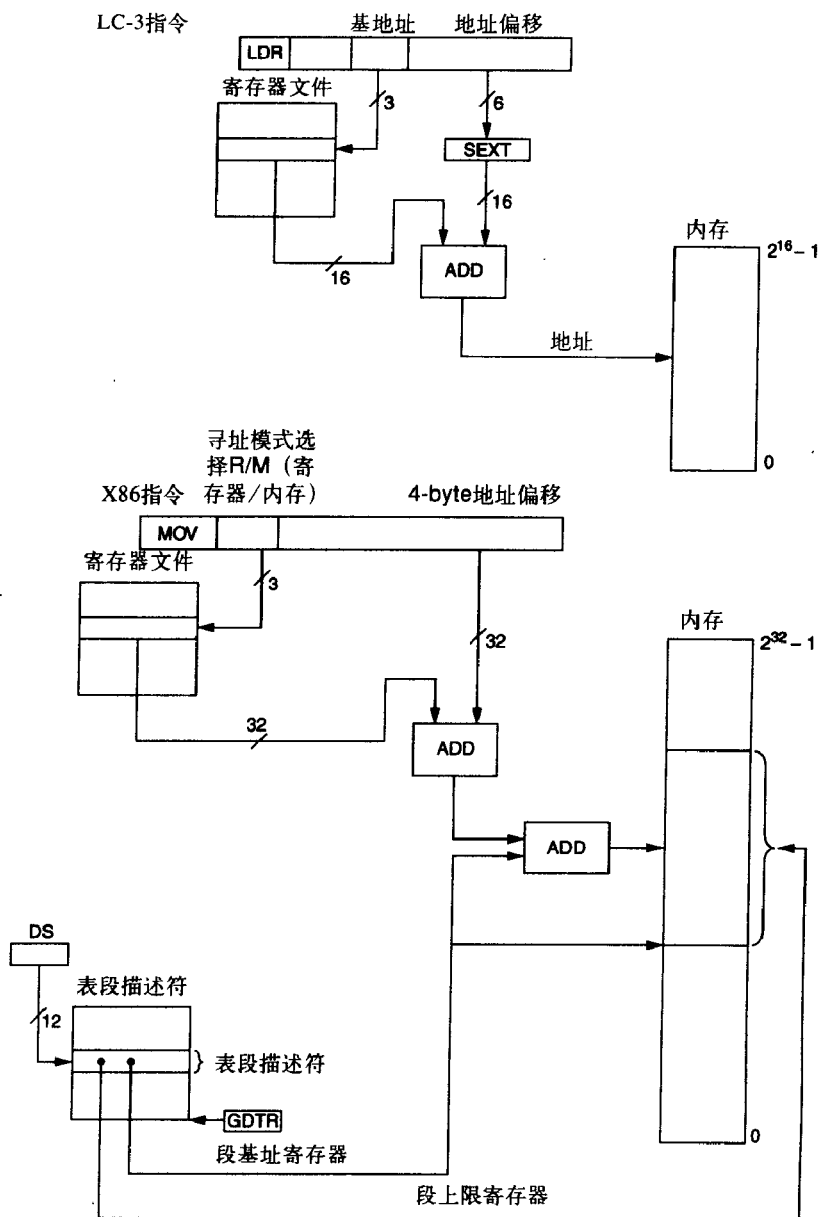 LC-3指令 基地址 地址偏移
LDR
寄存器文件
3 6
SEXT
16
16
ADD
内存
2¹⁶– 1
地址
0
寻址模式选
择R/M（寄
存器/内存）
X86指令 4-byte地址偏移
MOV
寄存器文件
3
32
内存
2³²– 1
32
ADD
ADD
DS
表段描述符
12
表段描述符
GDTR
0
段基址寄存器
段上限寄存器